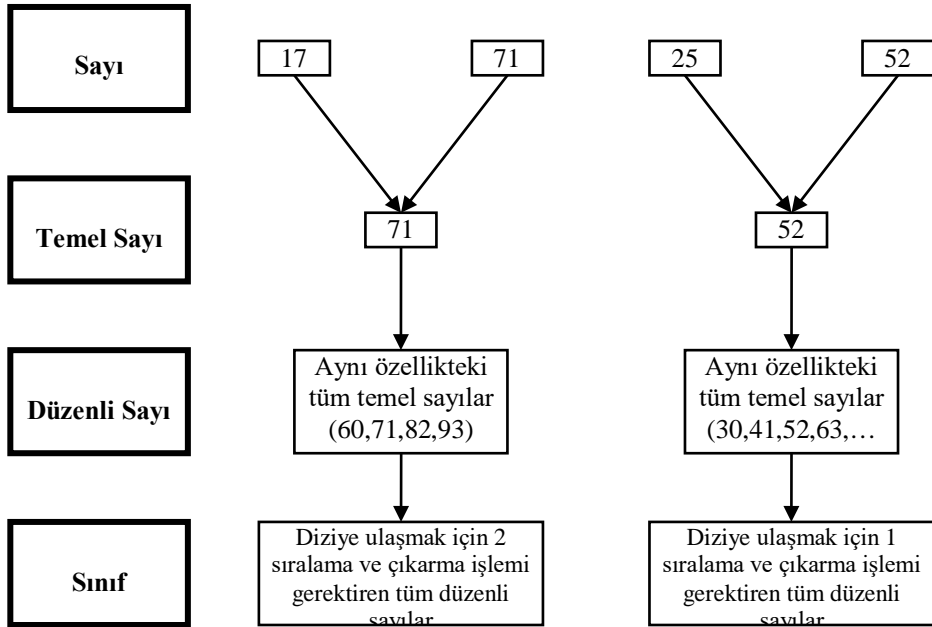 Sayı
17
71
25
52
Temel Sayı
71
52
Düzenli Sayı
Aynı özellikteki
tüm temel sayılar
(60,71,82,93)
Aynı özellikteki
tüm temel sayılar
(30,41,52,63,…
Sınıf
Diziye ulaşmak için 2
sıralama ve çıkarma işlemi
gerektiren tüm düzenli
sayılar
Diziye ulaşmak için 1
sıralama ve çıkarma işlemi
gerektiren tüm düzenli
sayılar